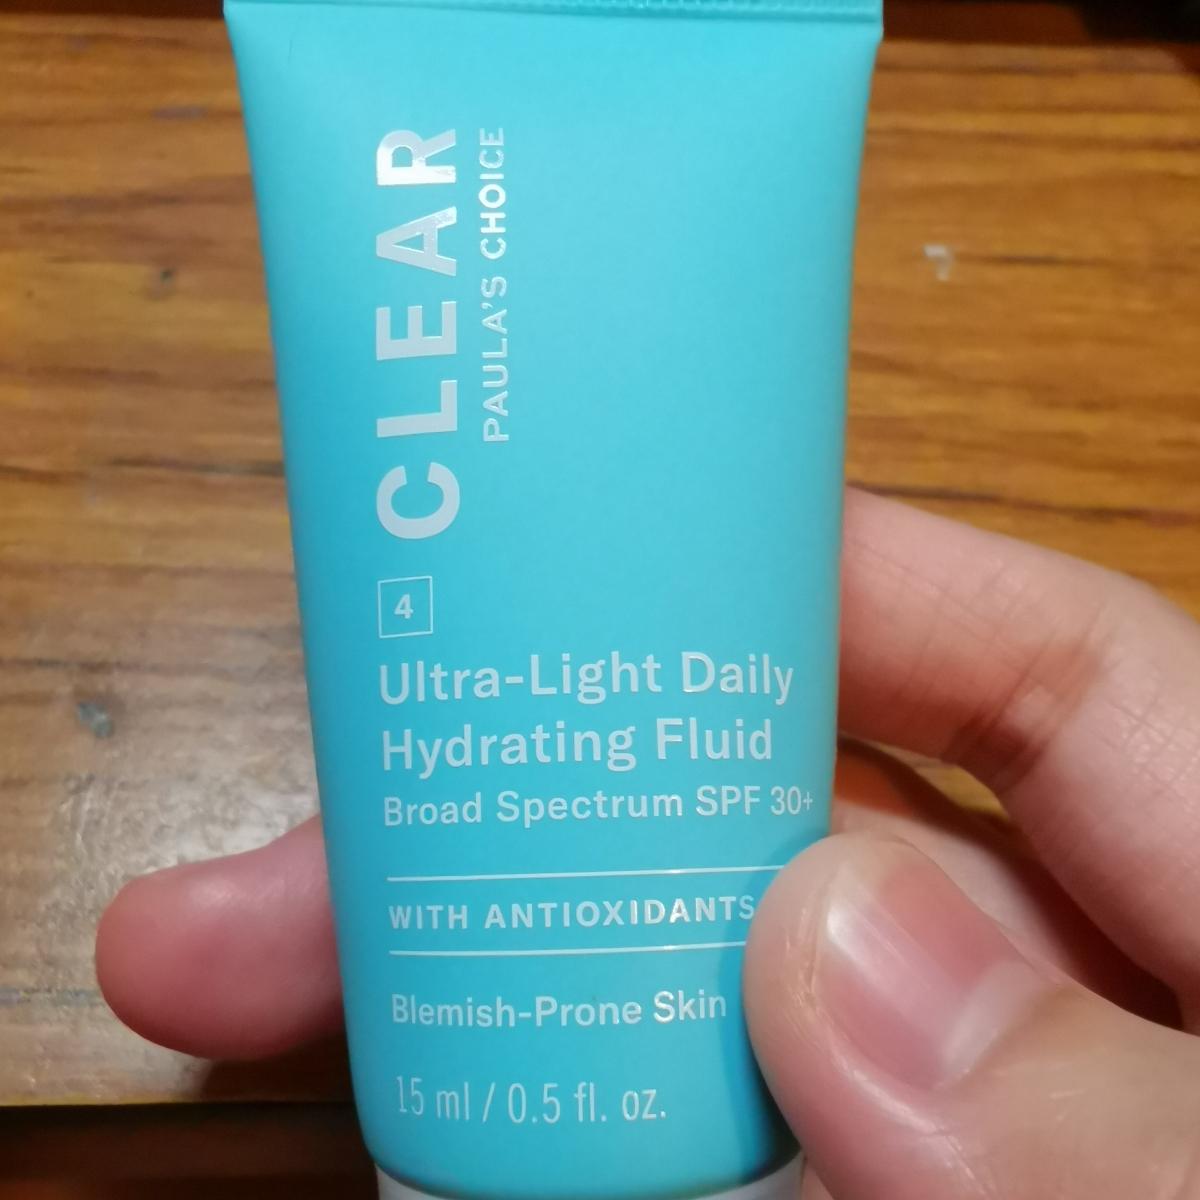 CLEAR
PAULA'S CHOICE
4
Ultra-Light Daily
Hydrating Fluid
Broad Spectrum SPF 30+
WITH ANTIOXIDANTS
Blemish-Prone Skin
15 ml / 0.5 fl. oz.